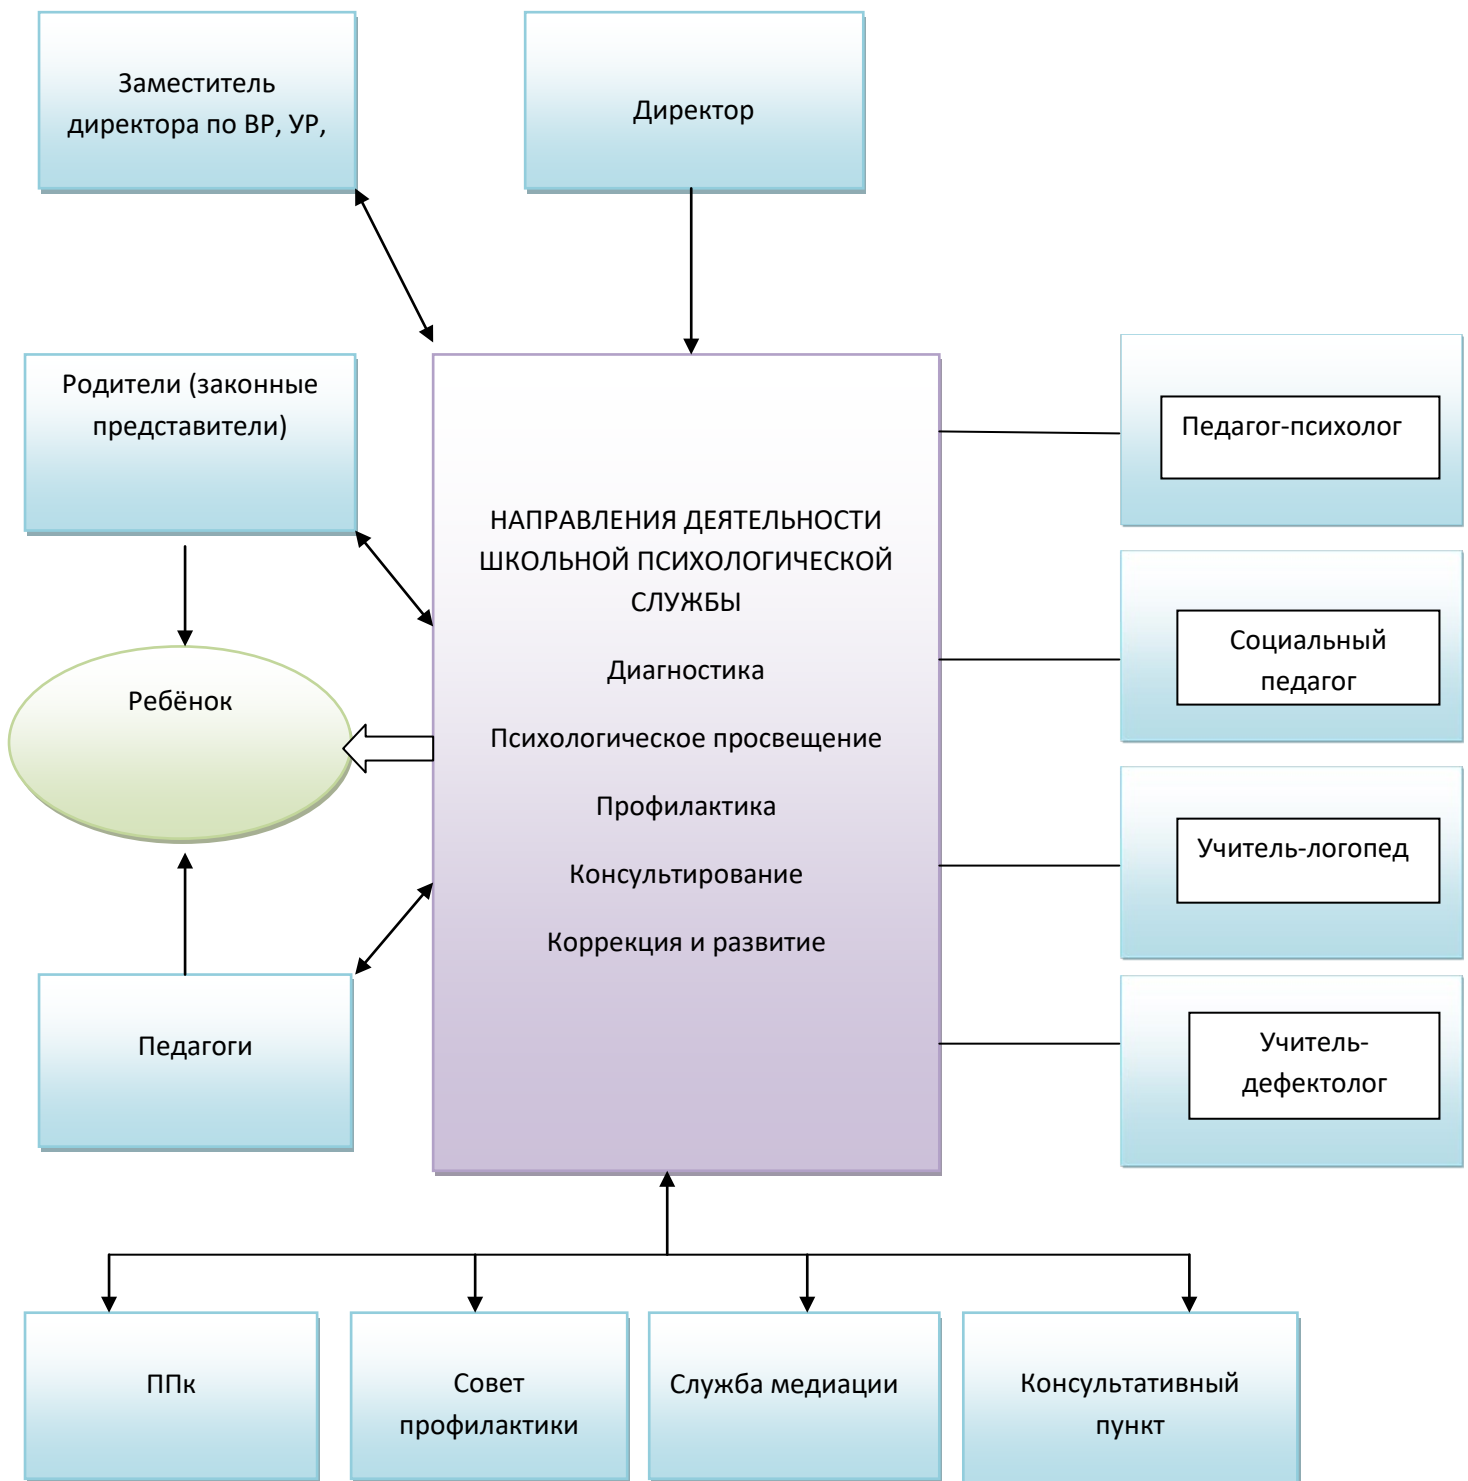 Заместитель
директора по ВР, УР,
Директор
Родители (законные
представители)
Ребёнок
Педагоги
НАПРАВЛЕНИЯ ДЕЯТЕЛЬНОСТИ
ШКОЛЬНОЙ ПСИХОЛОГИЧЕСКОЙ
СЛУЖБЫ
Диагностика
Психологическое просвещение
Профилактика
Консультирование
Коррекция и развитие
Педагог-психолог
Социальный
педагог
Учитель-логопед
Учитель-
дефектолог
ППк
Совет
профилактики
Служба медиации
Консультативный
пункт